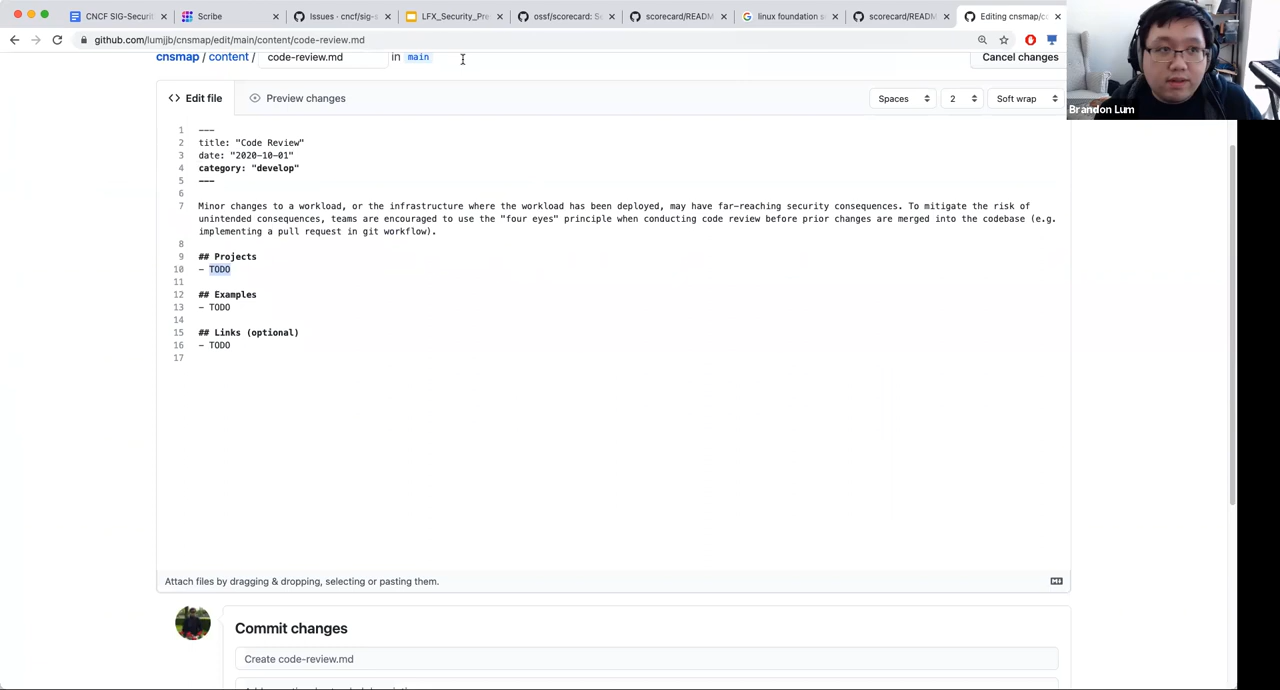 CNCF SIG-Securi
Scribe
Issues · cncf/sig-s
LFX_Security_Pre
ossf/scorecard: Se
scorecard/READM
linux foundation s
scorecard/READM
Editing cnsmap/co
github.com/lumjjb/cnsmap/edit/main/content/code-review.md
cnsmap / content / code-review.md in main
Cancel changes
Brandon Lum
<> Edit file
Preview changes
Spaces
2
Soft wrap
1 ---
2 title: "Code Review"
3 date: "2020-10-01"
4 category: "develop"
5 ---
6
7 Minor changes to a workload, or the infrastructure where the workload has been deployed, may have far-reaching security consequences. To mitigate the risk of
unintended consequences, teams are encouraged to use the "four eyes" principle when conducting code review before prior changes are merged into the codebase (e.g.
implementing a pull request in git workflow).
8
9 ## Projects
10 - TODO
11
12 ## Examples
13 - TODO
14
15 ## Links (optional)
16 - TODO
17
Attach files by dragging & dropping, selecting or pasting them.
Commit changes
Create code-review.md